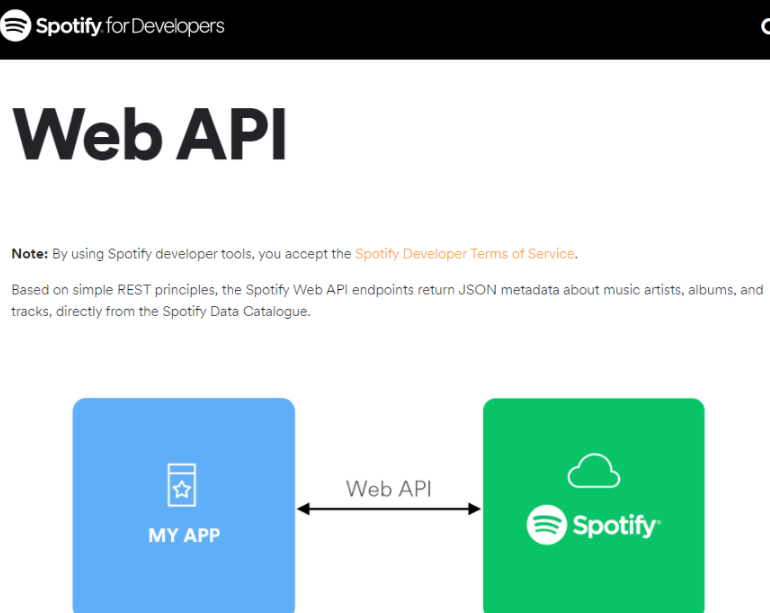 Spotify for Developers
Web API
Note: By using Spotify developer tools, you accept the Spotify Developer Terms of Service.
Based on simple REST principles, the Spotify Web API endpoints return JSON metadata about music artists, albums, and
tracks, directly from the Spotify Data Catalogue.
Web API
MY APP
Spotify